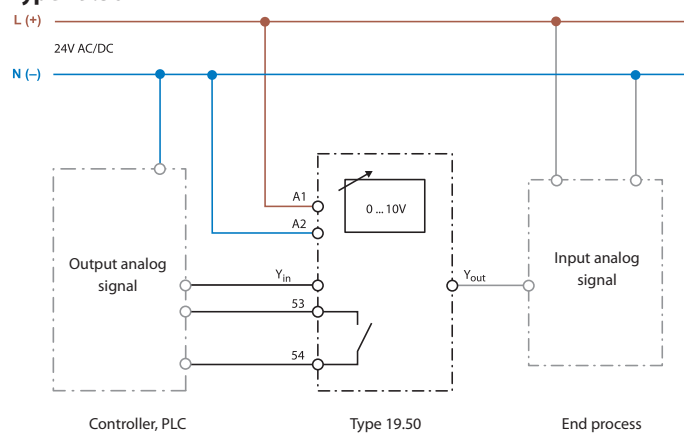 L (+)
24V AC/DC
N (–)
A1
0 ... 10V
A2
Output analog
signal
Yin
Yout
Input analog
signal
53
54
Controller, PLC
Type 19.50
End process